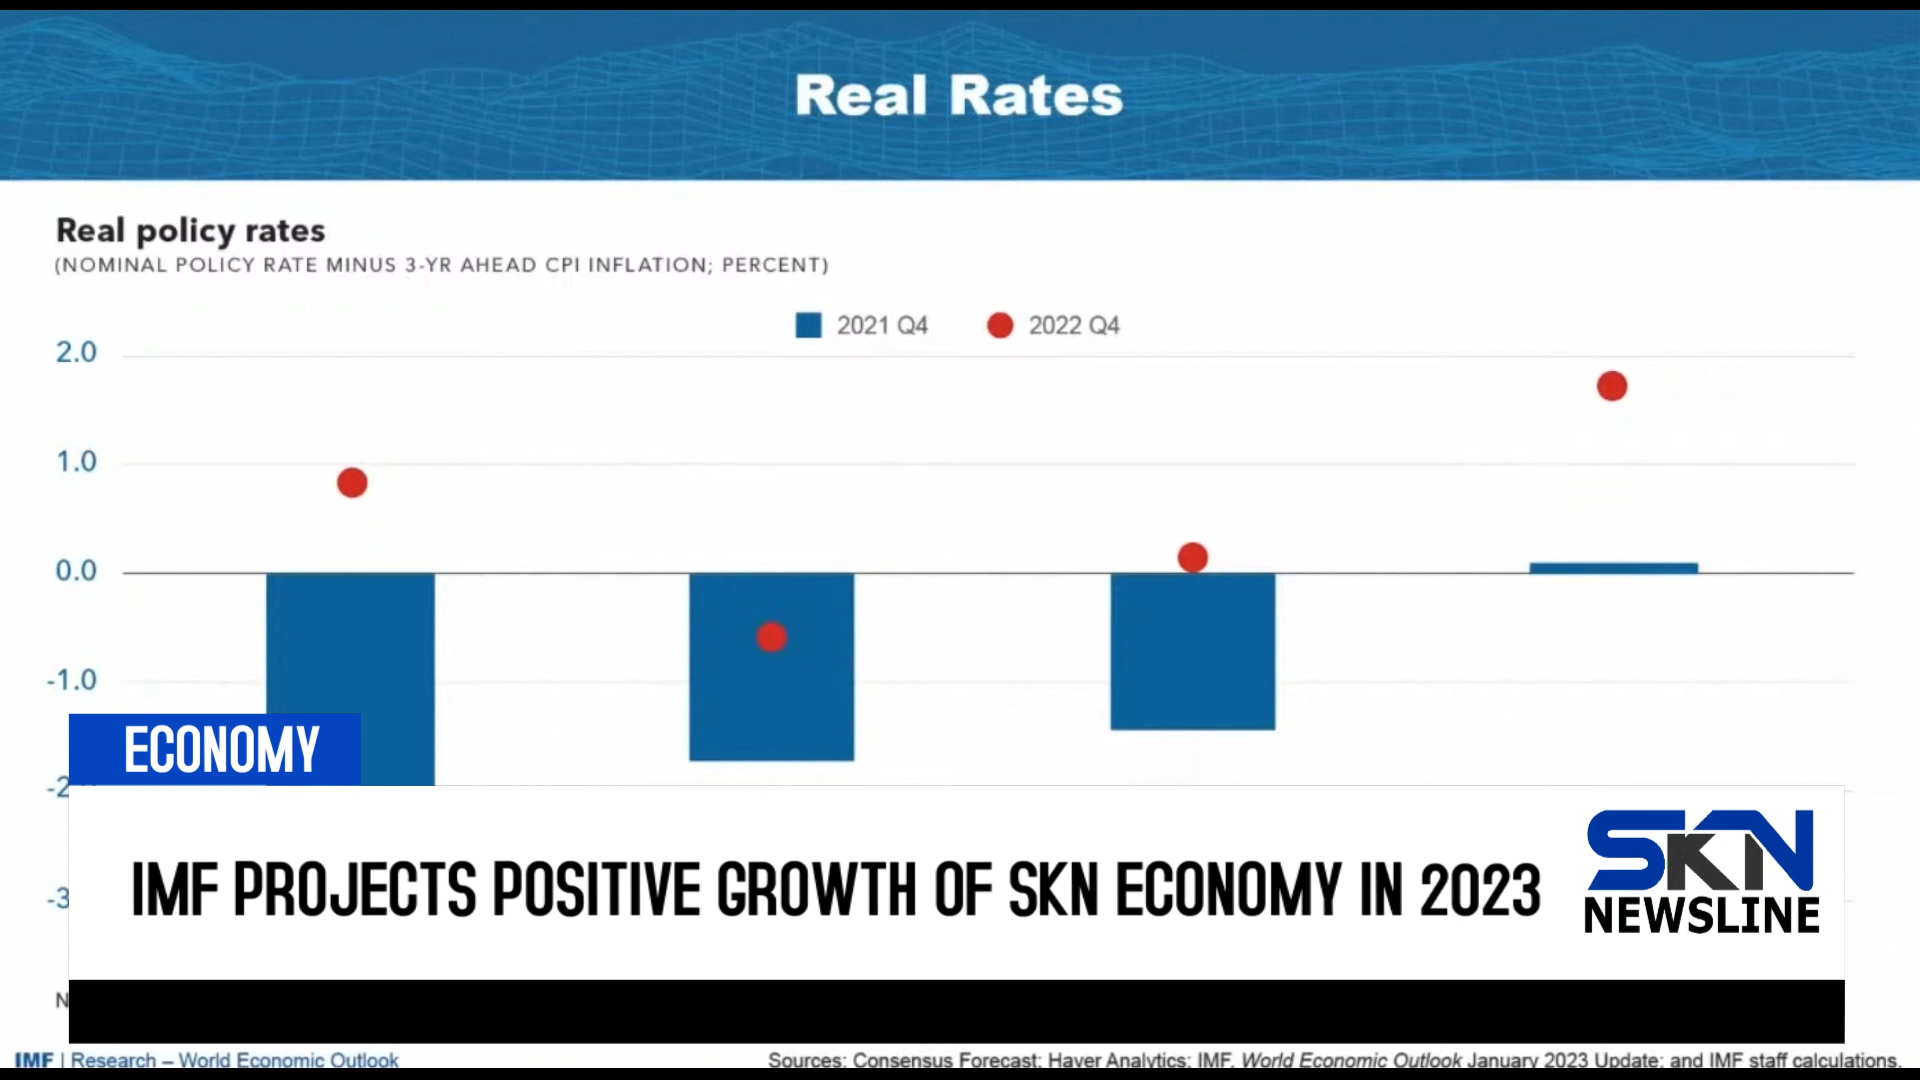 Real Rates
Real policy rates
(NOMINAL POLICY RATE MINUS 3-YR AHEAD CPI INFLATION; PERCENT)
2021 Q4
2022 Q4
2.0
1.0
0.0
-1.0
ECONOMY
-2
IMF PROJECTS POSITIVE GROWTH OF SKN ECONOMY IN 2023
SKN
NEWSLINE
-3
N
IMF | Research – World Economic Outlook
Sources: Consensus Forecast; Haver Analytics; IMF, World Economic Outlook January 2023 Update; and IMF staff calculations.